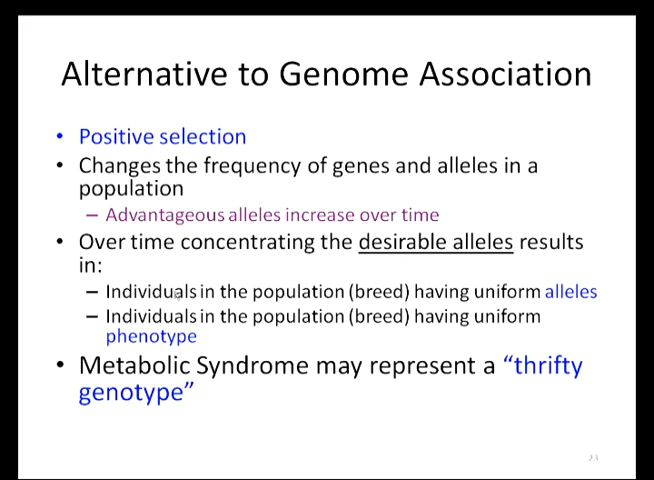 Alternative to Genome Association
• Positive selection
• Changes the frequency of genes and alleles in a
population
– Advantageous alleles increase over time
• Over time concentrating the desirable alleles results
in:
– Individuals in the population (breed) having uniform alleles
– Individuals in the population (breed) having uniform
phenotype
• Metabolic Syndrome may represent a “thrifty
genotype”
23